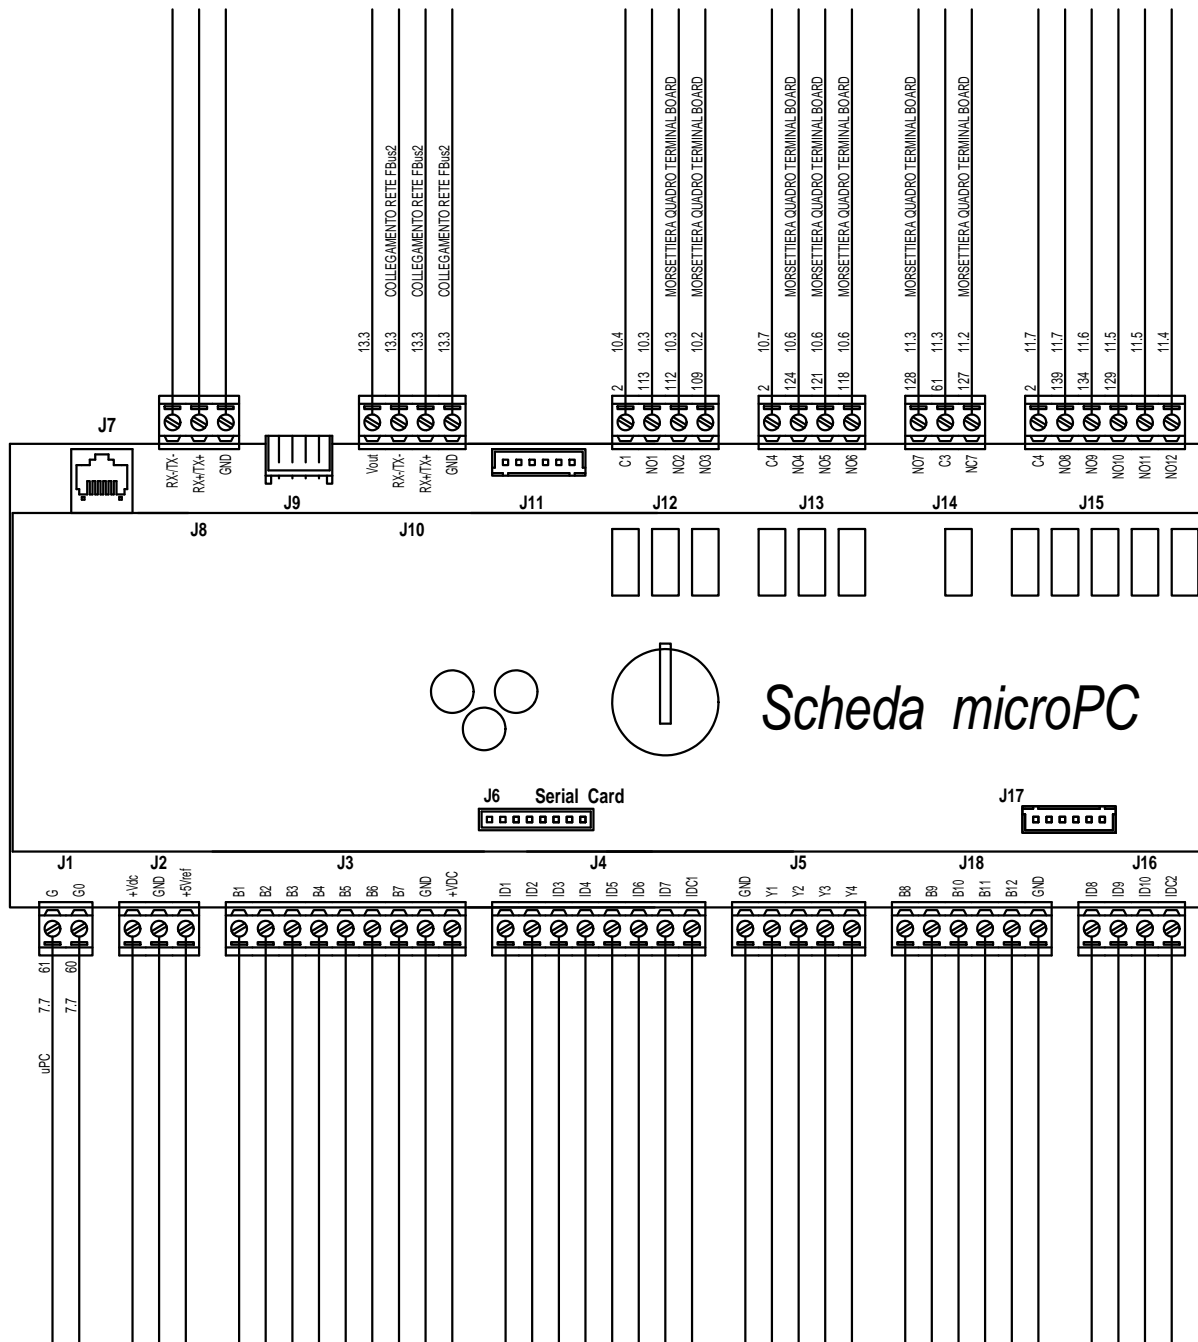 COLLEGAMENTO RETE FBus2
COLLEGAMENTO RETE FBus2
COLLEGAMENTO RETE FBus2
MORSETTIERA QUADRO TERMINAL BOARD
MORSETTIERA QUADRO TERMINAL BOARD
MORSETTIERA QUADRO TERMINAL BOARD
MORSETTIERA QUADRO TERMINAL BOARD
MORSETTIERA QUADRO TERMINAL BOARD
MORSETTIERA QUADRO TERMINAL BOARD
MORSETTIERA QUADRO TERMINAL BOARD
13.3 13.3 13.3 13.3
10.4 10.3 10.3 10.2
10.7 10.6 10.6 10.6
11.3 11.3 11.2
11.7 11.7 11.6 11.5 11.5 11.4
2 113 112 109
2 124 121 118
128 61 127
2 139 134 129
J7
RX-/TX- RX+/TX+ GND
Vout RX-/TX- RX+/TX+ GND
C1 NO1 NO2 NO3
C4 NO4 NO5 NO6
NO7 C3 NC7
C4 NO8 NO9 NO10 NO11 NO12
J8
J9
J10
J11
J12
J13
J14
J15
Scheda microPC
J6 Serial Card
J17
J1
J2
J3
J4
J5
J18
J16
G G0
+Vdc GND +5Vref
B1 B2 B3 B4 B5 B6 B7 GND +VDC
ID1 ID2 ID3 ID4 ID5 ID6 ID7 IDC1
GND Y1 Y2 Y3 Y4
B8 B9 B10 B11 B12 GND
ID8 ID9 ID10 IDC2
61 60
7.7 7.7
uPC